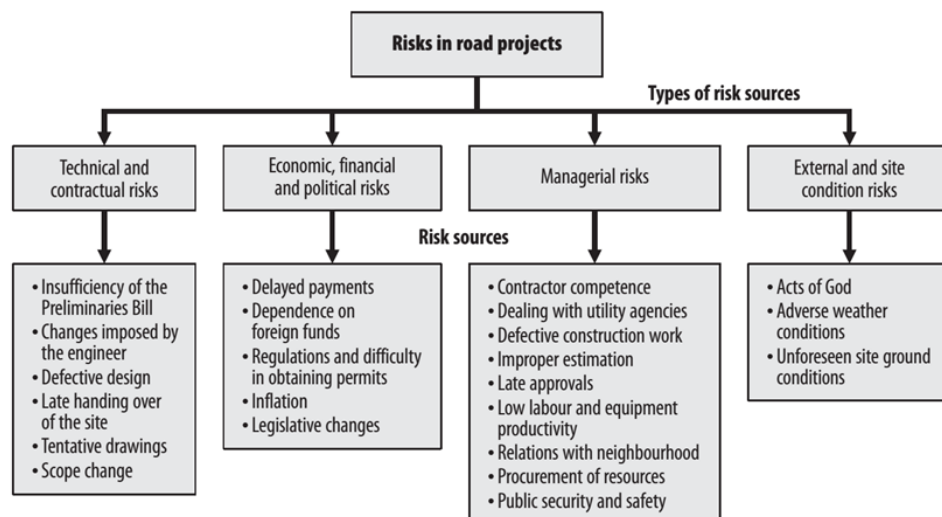 Risks in road projects
Types of risk sources
Technical and
contractual risks
Economic, financial
and political risks
Managerial risks
External and site
condition risks
Risk sources
• Insufficiency of the
Preliminaries Bill
• Changes imposed by
the engineer
• Defective design
• Late handing over
of the site
• Tentative drawings
• Scope change
• Delayed payments
• Dependence on
foreign funds
• Regulations and difficulty
in obtaining permits
• Inflation
• Legislative changes
• Contractor competence
• Dealing with utility agencies
• Defective construction work
• Improper estimation
• Late approvals
• Low labour and equipment
productivity
• Relations with neighbourhood
• Procurement of resources
• Public security and safety
• Acts of God
• Adverse weather
conditions
• Unforeseen site ground
conditions